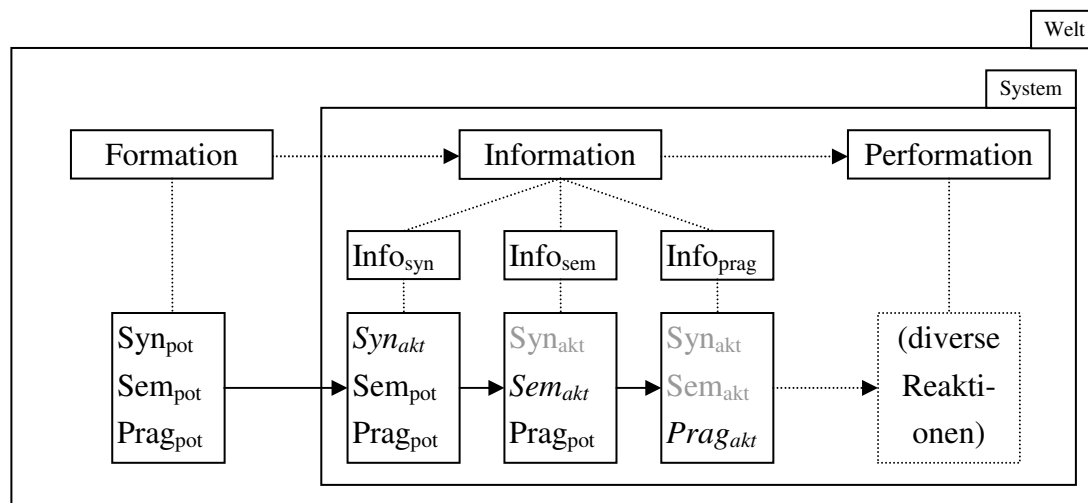 Welt
System
Formation
Information
Performation
Info_syn
Info_sem
Info_prag
Syn_pot
Sem_pot
Prag_pot
Syn_akt
Sem_pot
Prag_pot
Syn_akt
Sem_akt
Prag_pot
Syn_akt
Sem_akt
Prag_akt
(diverse
Reakti-
onen)